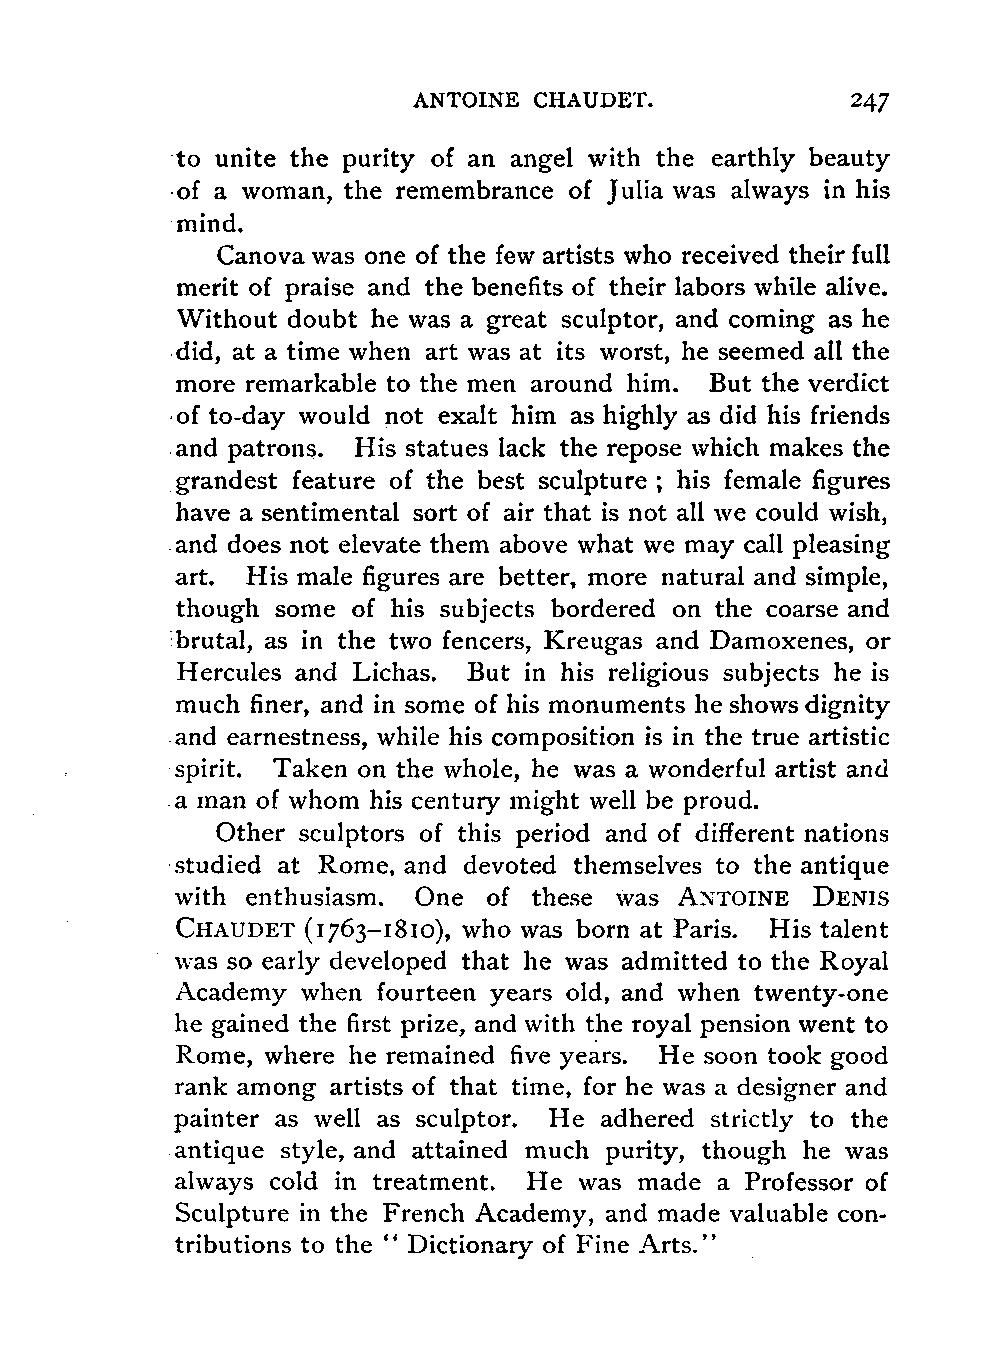 ANTOINE CHAUDET. 247
to unite the purity of an angel with the earthly beauty
of a woman, the remembrance of Julia was always in his
mind.
Canova was one of the few artists who received their full
merit of praise and the benefits of their labors while alive.
Without doubt he was a great sculptor, and coming as he
did, at a time when art was at its worst, he seemed all the
more remarkable to the men around him. But the verdict
of to-day would not exalt him as highly as did his friends
and patrons. His statues lack the repose which makes the
grandest feature of the best sculpture ; his female figures
have a sentimental sort of air that is not all we could wish,
and does not elevate them above what we may call pleasing
art. His male figures are better, more natural and simple,
though some of his subjects bordered on the coarse and
brutal, as in the two fencers, Kreugas and Damoxenes, or
Hercules and Lichas. But in his religious subjects he is
much finer, and in some of his monuments he shows dignity
and earnestness, while his composition is in the true artistic
spirit. Taken on the whole, he was a wonderful artist and
a man of whom his century might well be proud.
Other sculptors of this period and of different nations
studied at Rome, and devoted themselves to the antique
with enthusiasm. One of these was ANTOINE DENIS
CHAUDET (1763–1810), who was born at Paris. His talent
was so early developed that he was admitted to the Royal
Academy when fourteen years old, and when twenty-one
he gained the first prize, and with the royal pension went to
Rome, where he remained five years. He soon took good
rank among artists of that time, for he was a designer and
painter as well as sculptor. He adhered strictly to the
antique style, and attained much purity, though he was
always cold in treatment. He was made a Professor of
Sculpture in the French Academy, and made valuable con-
tributions to the “ Dictionary of Fine Arts.”